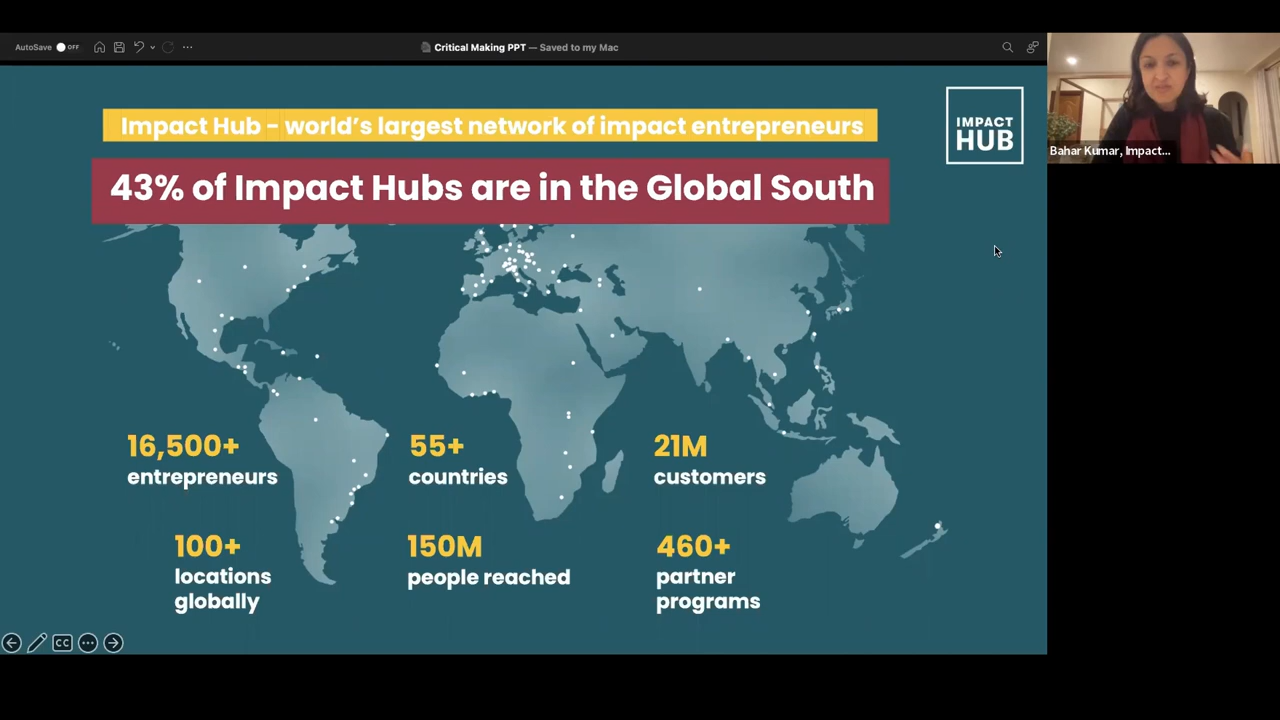 AutoSave OFF
Critical Making PPT — Saved to my Mac
Impact Hub - world's largest network of impact entrepreneurs
IMPACT
HUB
43% of Impact Hubs are in the Global South
Bahar Kumar, Impact...
16,500+
entrepreneurs
55+
countries
21M
customers
100+
locations
globally
150M
people reached
460+
partner
programs
CC